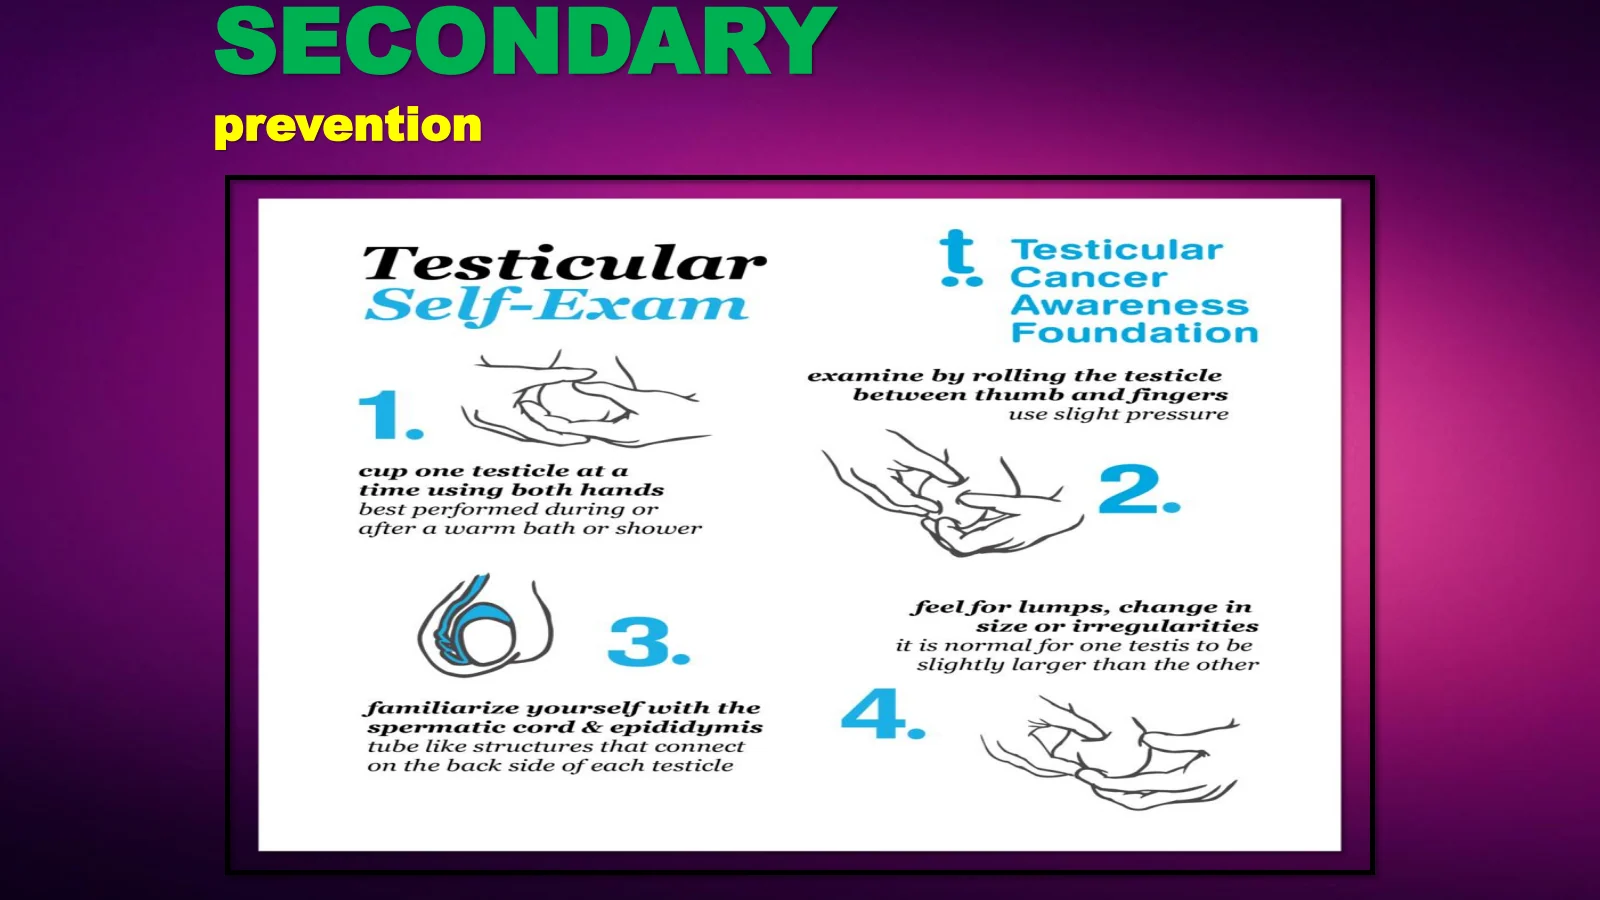 SECONDARY
prevention
Testicular
Self-Exam
t.
Testicular
Cancer
Awareness
Foundation
1.
cup one testicle at a
time using both hands
best performed during or
after a warm bath or shower
examine by rolling the testicle
between thumb and fingers
use slight pressure
2.
3.
familiarize yourself with the
spermatic cord & epididymis
tube like structures that connect
on the back side of each testicle
feel for lumps, change in
size or irregularities
it is normal for one testis to be
slightly larger than the other
4.